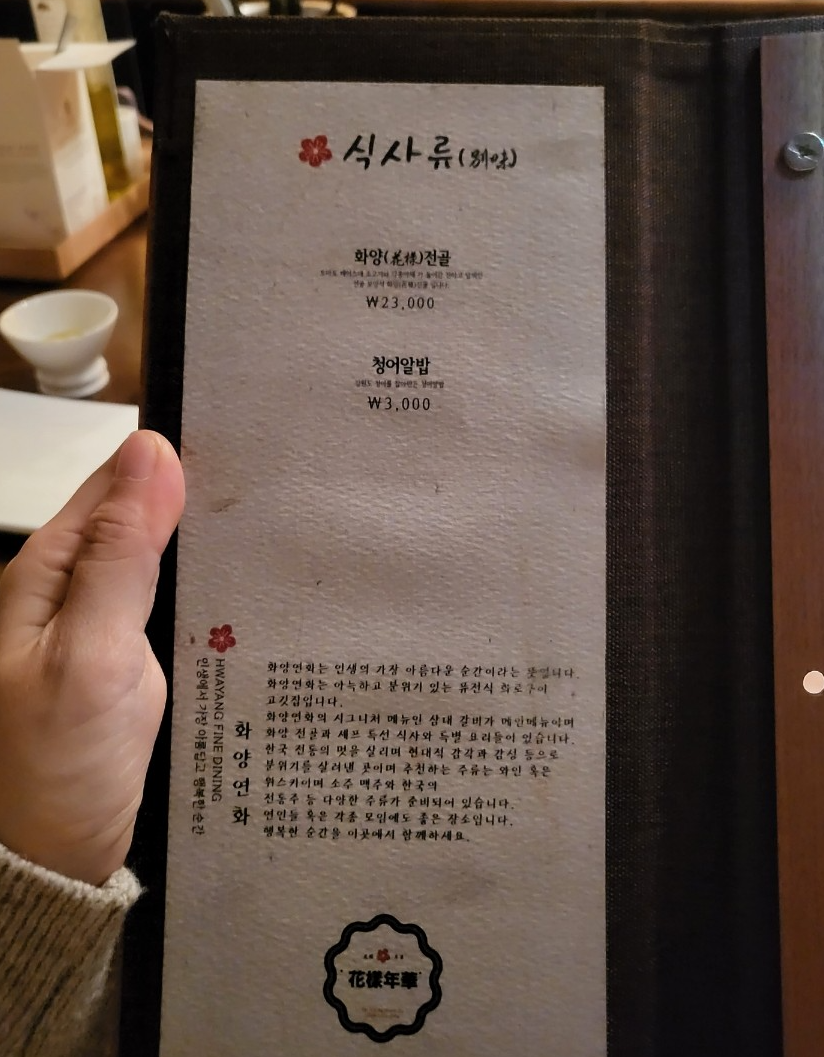 식사류(別味)
화양(花樣)전골
₩23,000
청어알밥
₩3,000
화양연화는 인생의 가장 아름다운 순간이라는 뜻입니다.
화양연화는 아늑하고 분위기 있는 퓨전식 화로구이
고깃집입니다.
화양연화의 시그니처 메뉴인 삼대 갈비가 메인메뉴이며
화양 전골과 셰프 특선 식사와 특별 요리들이 있습니다.
한국 전통의 멋을 살리며 현대적 감각과 감성 등으로
분위기를 살려낸 곳이며 추천하는 주류는 와인 혹은
위스키이며 소주 맥주와 한국의
전통주 등 다양한 주류가 준비되어 있습니다.
연인들 혹은 각종 모임에도 좋은 장소입니다.
행복한 순간을 이곳에서 함께하세요.
화양연화
HWAYANG FINE DINING
인생에서 가장 아름답고 행복한 순간
花樣年華